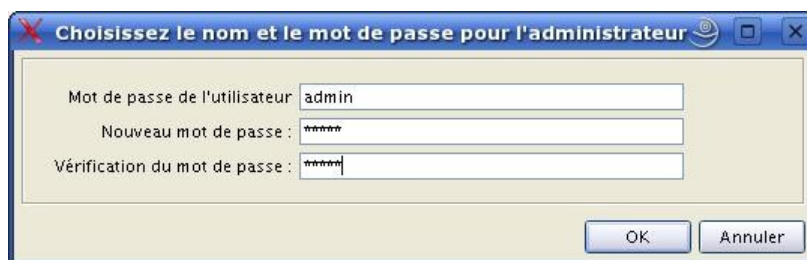 Choisissez le nom et le mot de passe pour l'administrateur
Mot de passe de l'utilisateur admin
Nouveau mot de passe : *****
Vérification du mot de passe : *****
OK Annuler